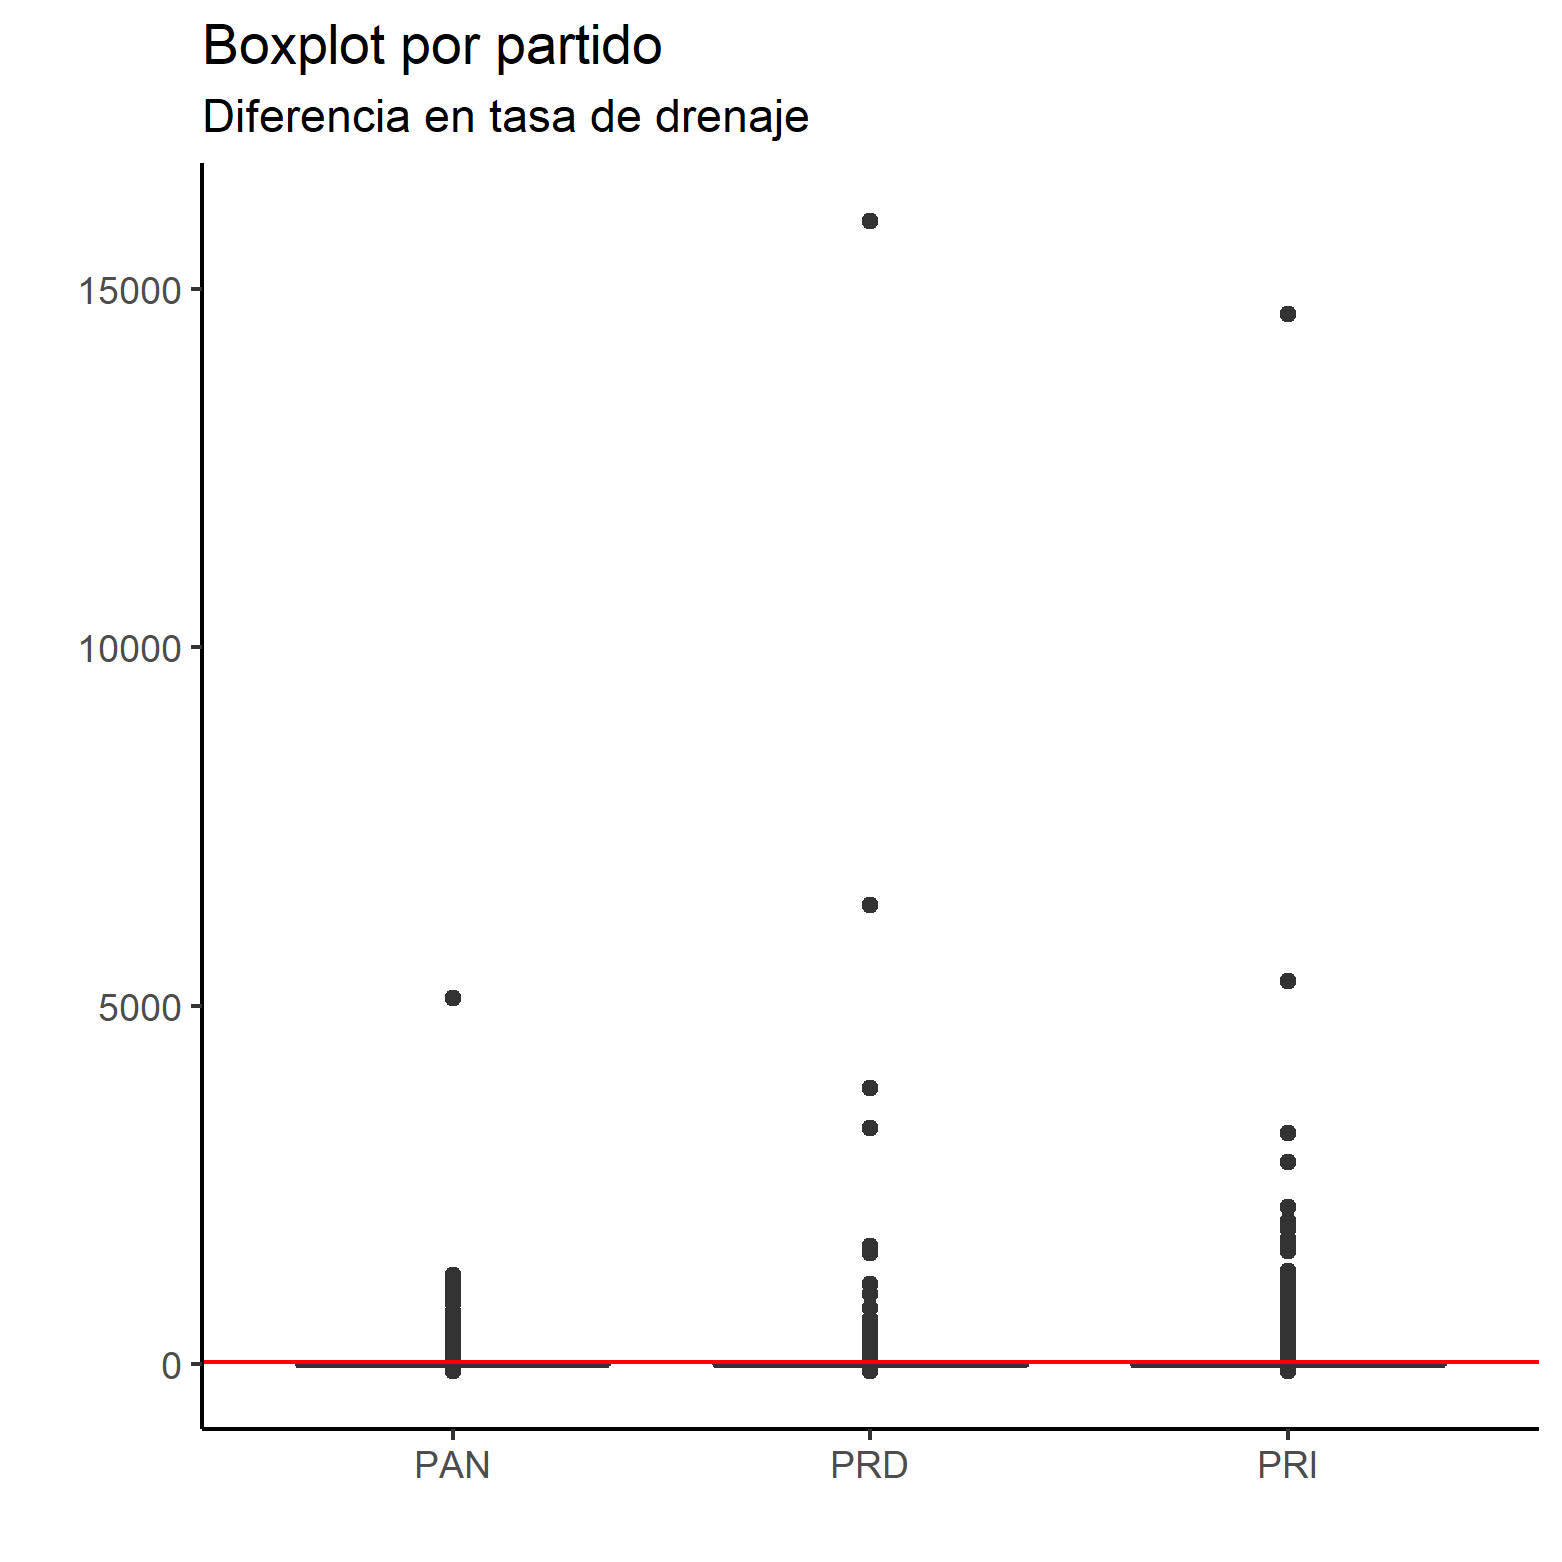 Boxplot por partido
Diferencia en tasa de drenaje
15000
10000
5000
0
PAN PRD PRI